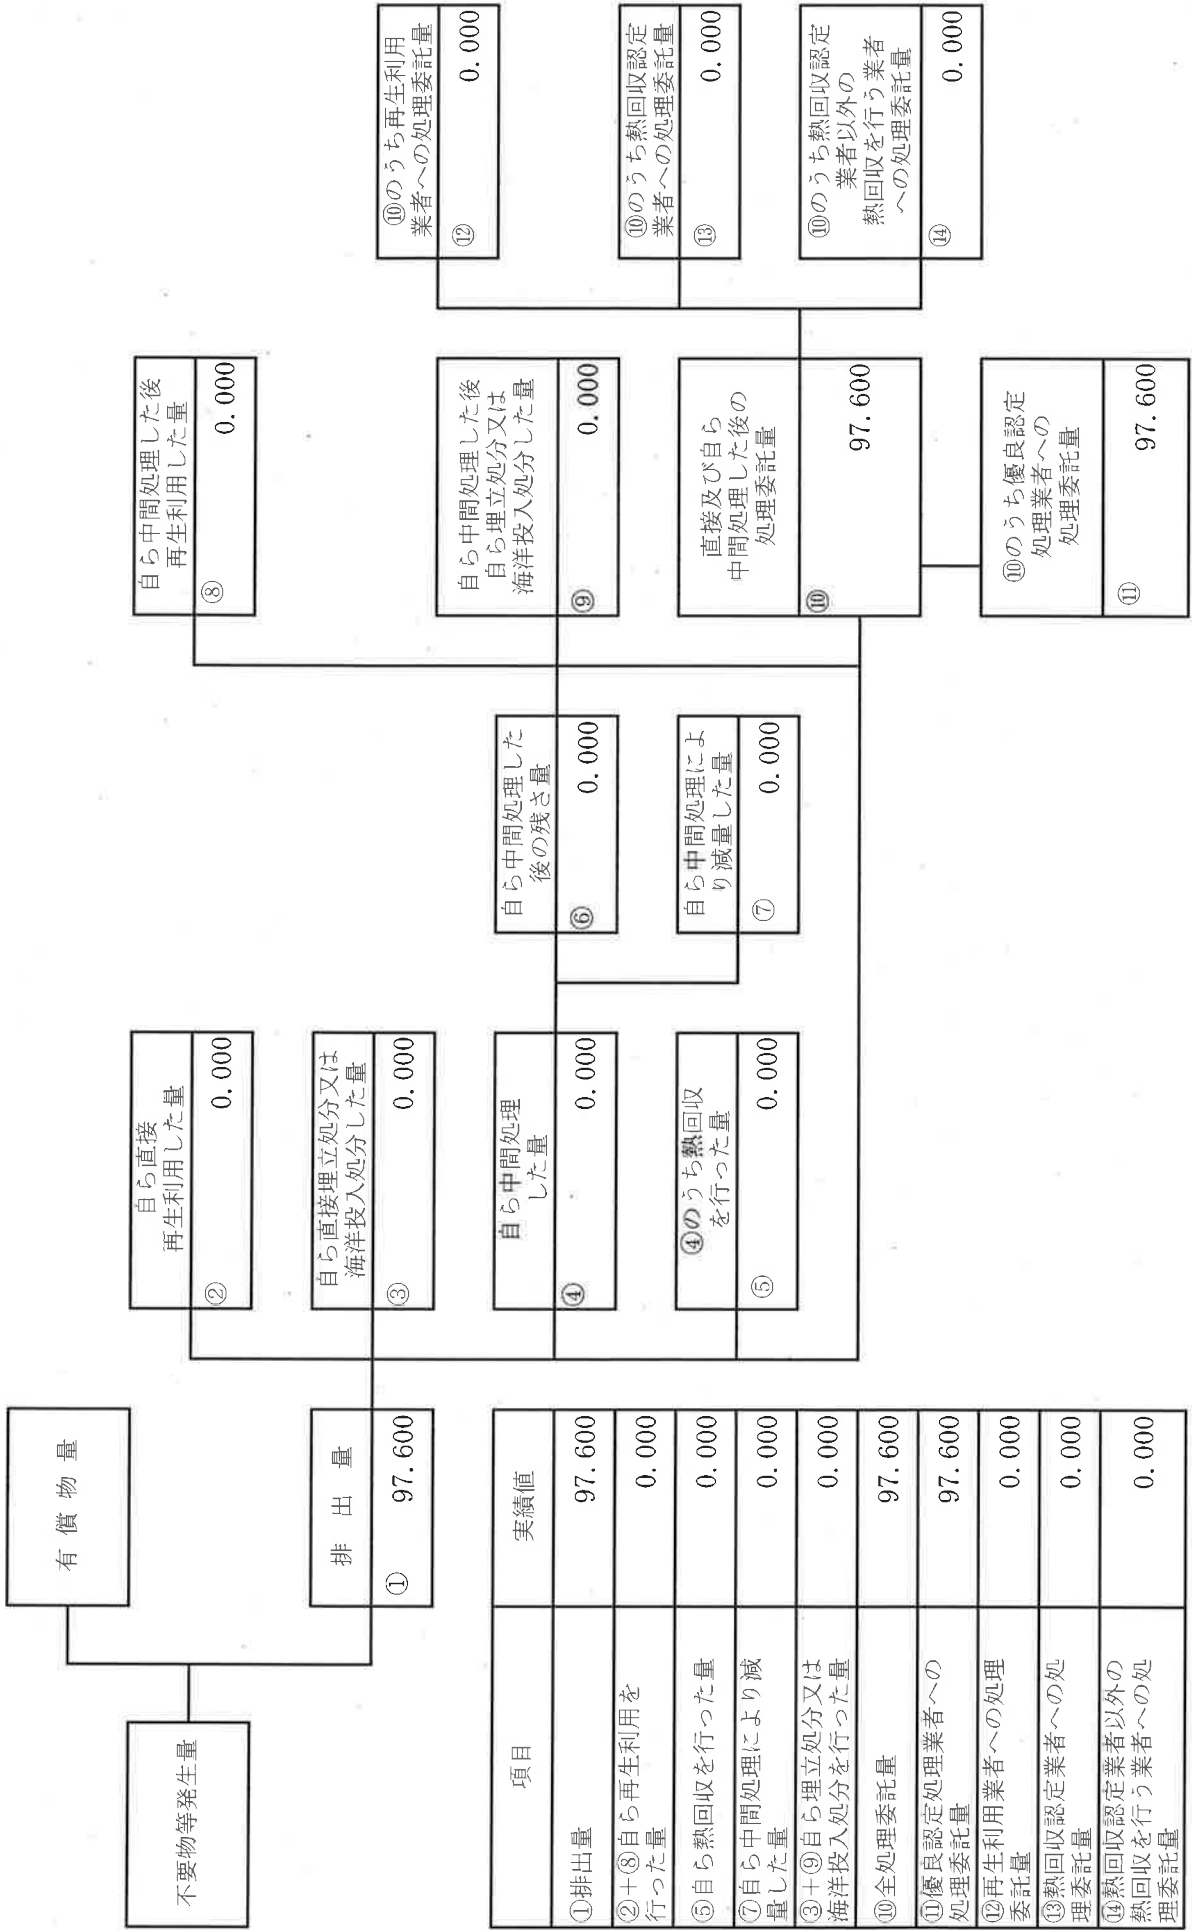 有 償 物 量
不要物等発生量
排 出 量
① 97.600
自ら直接
再生利用した量
② 0.000
自ら直接埋立処分又は
海洋投入処分した量
③ 0.000
自ら中間処理
した量
④ 0.000
④のうち熱回収
を行った量
⑤ 0.000
自ら中間処理した
後の残さ量
⑥ 0.000
自ら中間処理によ
り減量した量
⑦ 0.000
自ら中間処理した後
再生利用した量
⑧ 0.000
自ら中間処理した後
自ら埋立処分又は
海洋投入処分した量
⑨ 0.000
直接及び自ら
中間処理した後の
処理委託量
⑩ 97.600
⑩のうち優良認定
処理業者への
処理委託量
⑪ 97.600
⑩のうち再生利用
業者への処理委託量
⑫ 0.000
⑩のうち熱回収認定
業者への処理委託量
⑬ 0.000
⑩のうち熱回収認定
業者以外の
熱回収を行う業者
への処理委託量
⑭ 0.000
項目 実績値
①排出量 97.600
②+⑧自ら再生利用を
行った量 0.000
⑤自ら熱回収を行った量 0.000
⑦自ら中間処理により減
量した量 0.000
③+⑨自ら埋立処分又は
海洋投入処分を行った量 0.000
⑩全処理委託量 97.600
⑪優良認定処理業者への
処理委託量 97.600
⑫再生利用業者への処理
委託量 0.000
⑬熱回収認定業者への処
理委託量 0.000
⑭熱回収認定業者以外の
熱回収を行う業者への処
理委託量 0.000